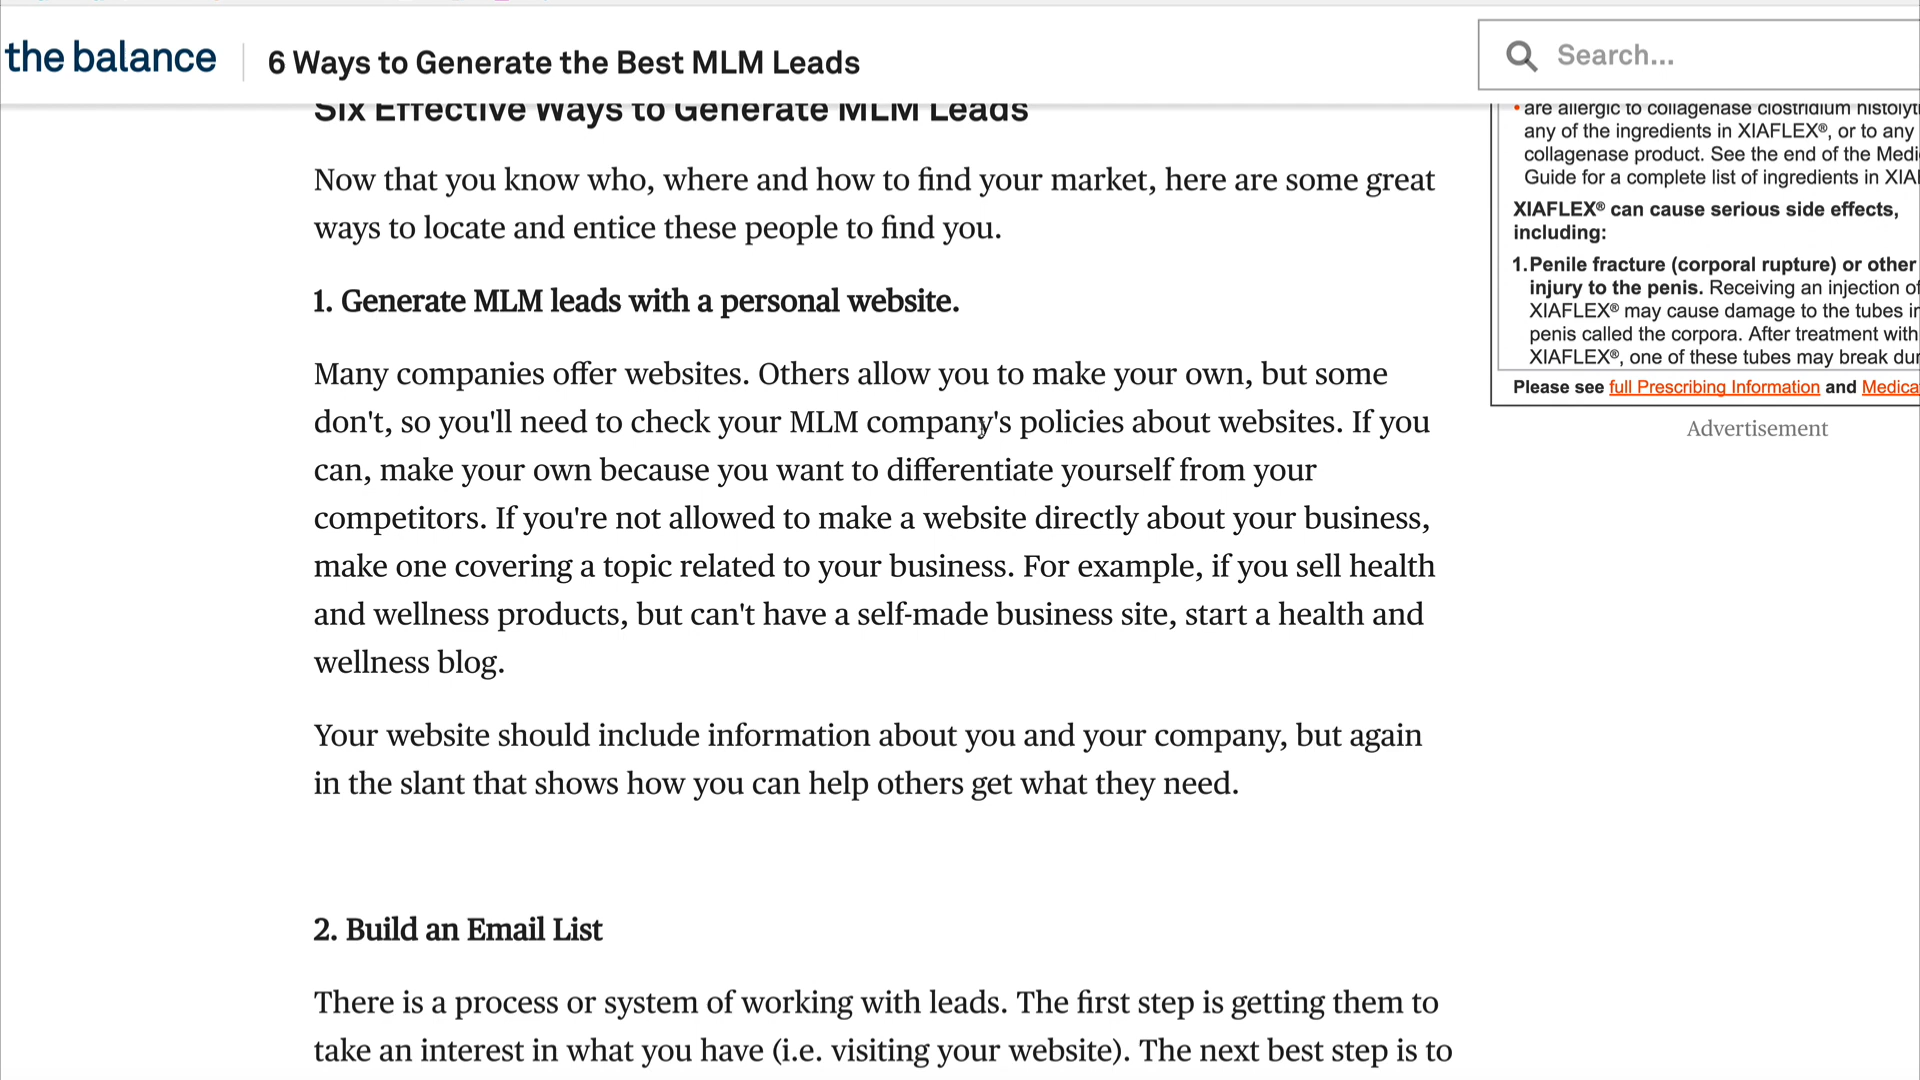 the balance
6 Ways to Generate the Best MLM Leads
Search...
Six Effective Ways to Generate MLM Leads
Now that you know who, where and how to find your market, here are some great
ways to locate and entice these people to find you.
1. Generate MLM leads with a personal website.
Many companies offer websites. Others allow you to make your own, but some
don't, so you'll need to check your MLM company's policies about websites. If you
can, make your own because you want to differentiate yourself from your
competitors. If you're not allowed to make a website directly about your business,
make one covering a topic related to your business. For example, if you sell health
and wellness products, but can't have a self-made business site, start a health and
wellness blog.
Your website should include information about you and your company, but again
in the slant that shows how you can help others get what they need.
2. Build an Email List
There is a process or system of working with leads. The first step is getting them to
take an interest in what you have (i.e. visiting your website). The next best step is to
• are allergic to collagenase clostridium
any of the ingredients in XIAFLEX®, or to any
collagenase product. See the end of the
Guide for a complete list of ingredients in
XIAFLEX® can cause serious side effects,
including:
1. Penile fracture (corporal rupture) or other
injury to the penis. Receiving an injection of
XIAFLEX® may cause damage to the tubes
penis called the corpora. After treatment with
XIAFLEX®, one of these tubes may break
Please see full Prescribing Information and
Advertisement